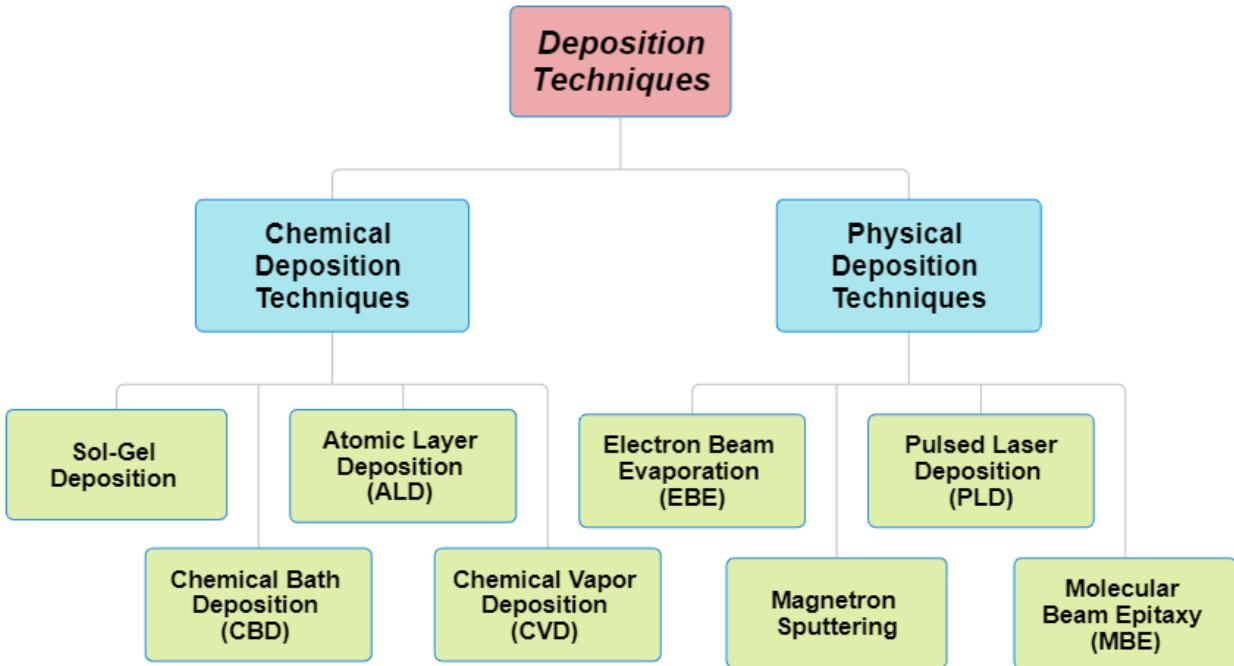 Deposition
Techniques
Chemical
Deposition
Techniques
Physical
Deposition
Techniques
Sol-Gel
Deposition
Atomic Layer
Deposition
(ALD)
Electron Beam
Evaporation
(EBE)
Pulsed Laser
Deposition
(PLD)
Chemical Bath
Deposition
(CBD)
Chemical Vapor
Deposition
(CVD)
Magnetron
Sputtering
Molecular
Beam Epitaxy
(MBE)